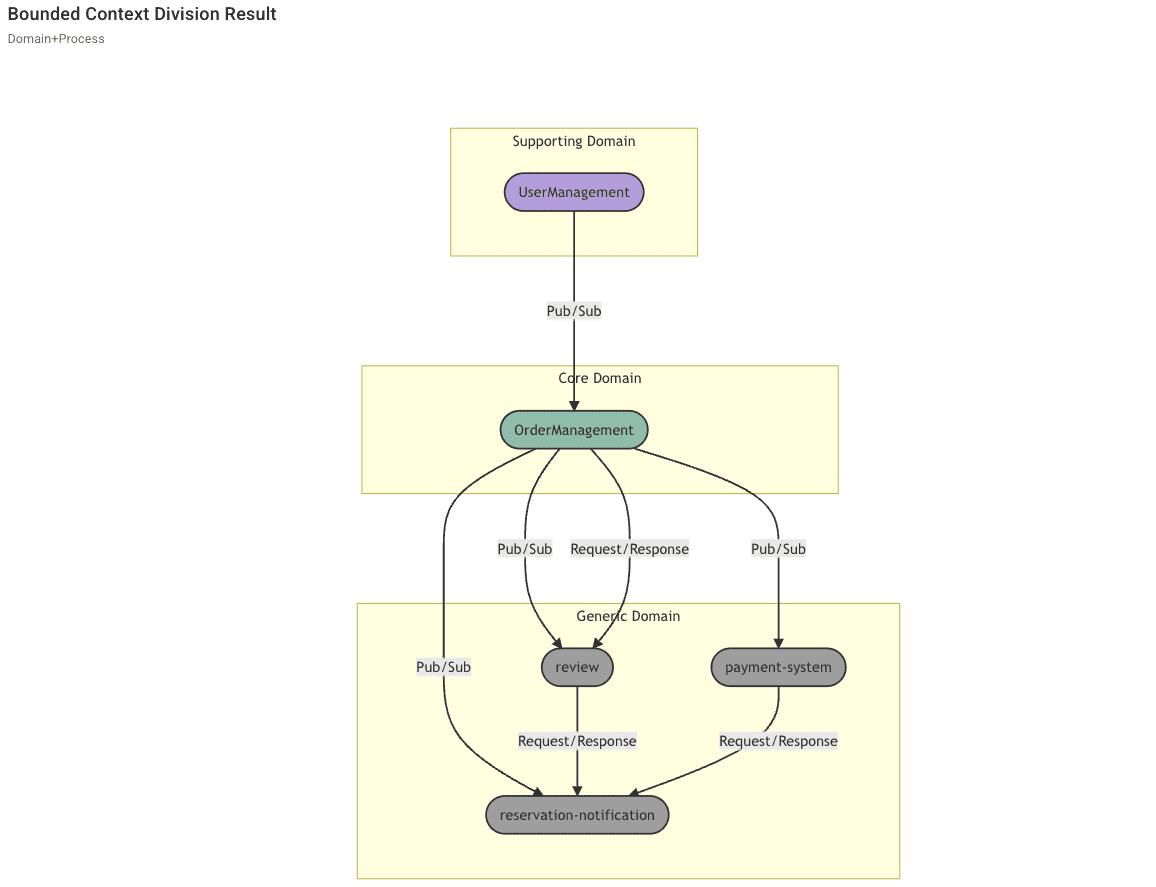 Bounded Context Division Result
Domain+Process
Supporting Domain
UserManagement
Pub/Sub
Core Domain
OrderManagement
Pub/Sub
Request/Response
Pub/Sub
Generic Domain
Pub/Sub
review
payment-system
Request/Response
Request/Response
reservation-notification